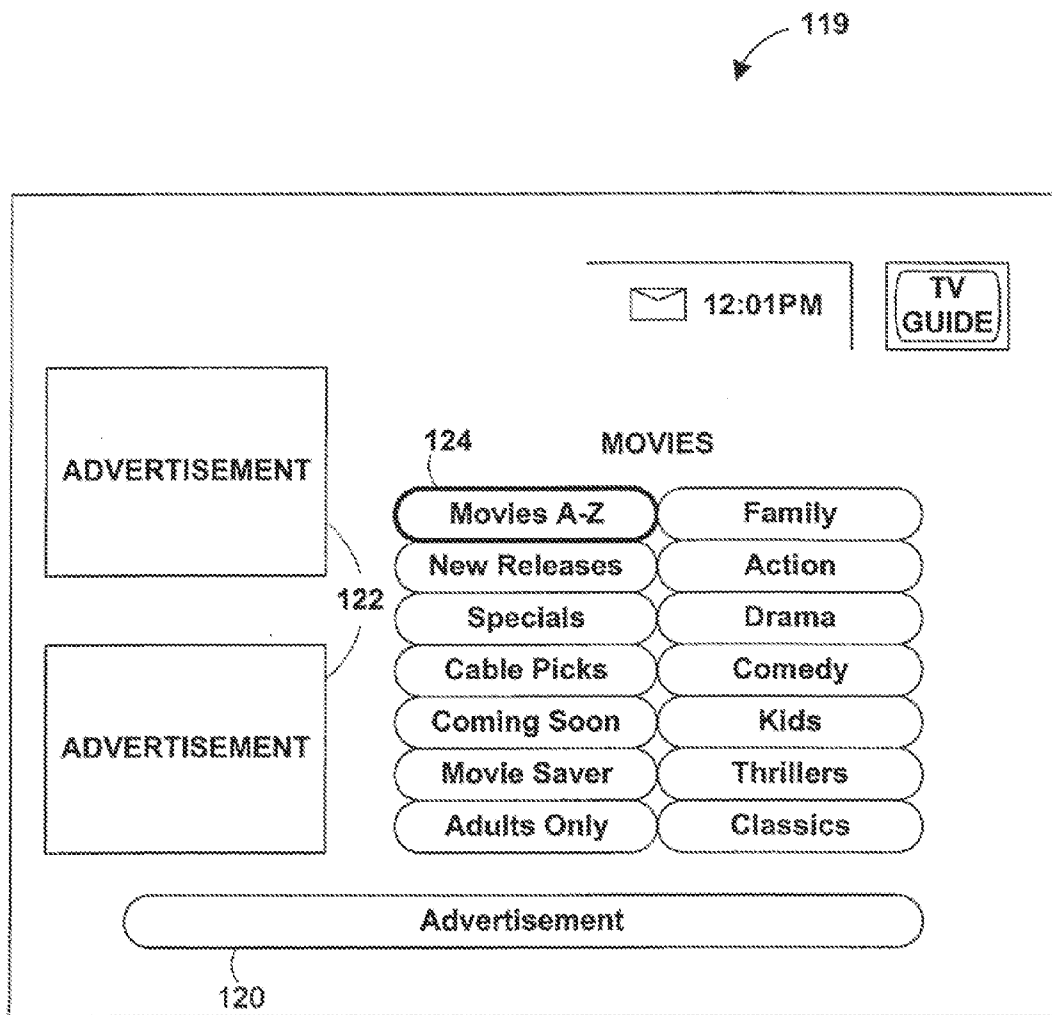 119
12:01PM
TV
GUIDE
ADVERTISEMENT
124
MOVIES
Movies A-Z
Family
New Releases
Action
122
Specials
Drama
Cable Picks
Comedy
ADVERTISEMENT
Coming Soon
Kids
Movie Saver
Thrillers
Adults Only
Classics
Advertisement
120